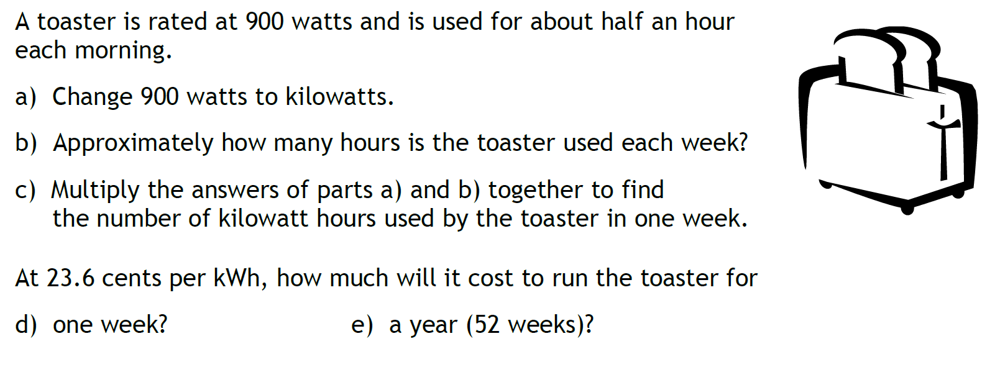 A toaster is rated at 900 watts and is used for about half an hour
each morning.
a) Change 900 watts to kilowatts.
b) Approximately how many hours is the toaster used each week?
c) Multiply the answers of parts a) and b) together to find
the number of kilowatt hours used by the toaster in one week.
At 23.6 cents per kWh, how much will it cost to run the toaster for
d) one week? e) a year (52 weeks)?